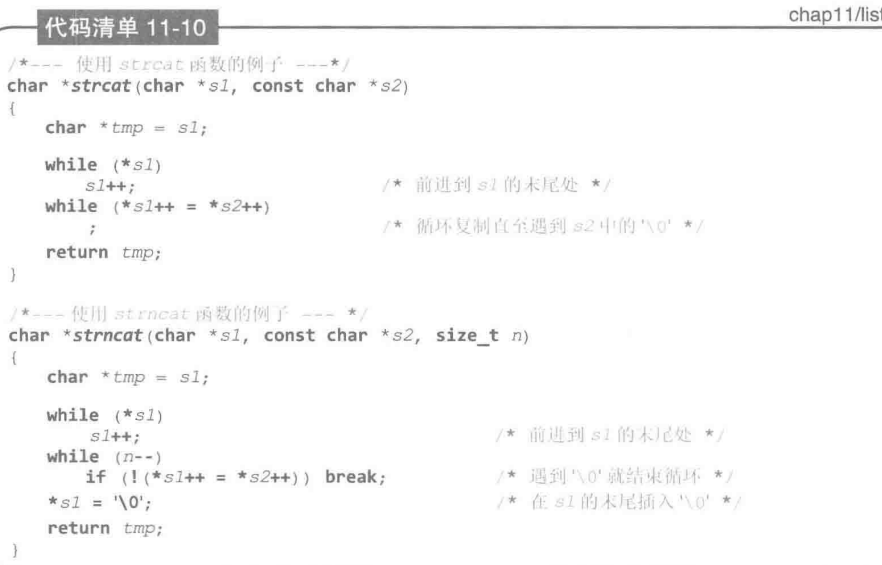 chap11/list
代码清单 11-10
/*--- 使用 strcat 函数的例子 ---*/
char *strcat(char *s1, const char *s2)
{
char *tmp = s1;
while (*s1)
s1++; /* 前进到 s1 的末尾处 */
while (*s1++ = *s2++)
; /* 循环复制直至遇到 s2 中的'\0' */
return tmp;
}
/*--- 使用 strncat 函数的例子 --- */
char *strncat(char *s1, const char *s2, size_t n)
{
char *tmp = s1;
while (*s1)
s1++; /* 前进到 s1 的末尾处 */
while (n--)
if (!(*s1++ = *s2++)) break; /* 遇到'\0'就结束循环 */
*s1 = '\0'; /* 在 s1 的末尾插入'\0' */
return tmp;
}